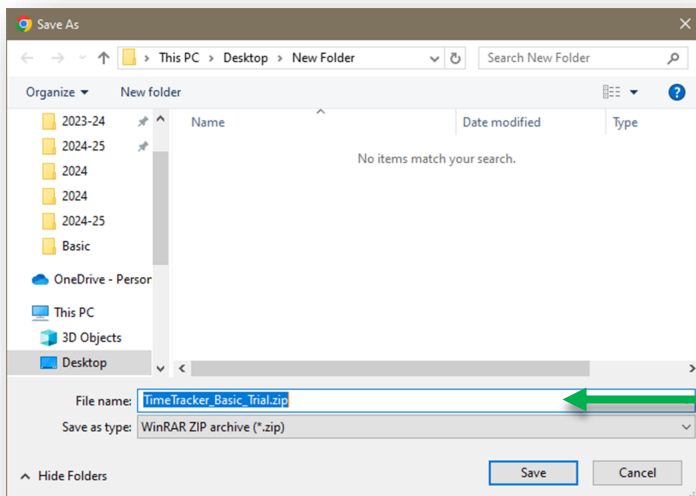 Save As
This PC > Desktop > New Folder
Search New Folder
Organize
New folder
?
2023-24
2024-25
2024
2024
2024-25
Basic
OneDrive - Person
This PC
3D Objects
Desktop
Name
Date modified
Type
No items match your search.
File name: TimeTracker_Basic_Trial.zip
Save as type: WinRAR ZIP archive (*.zip)
Hide Folders
Save
Cancel